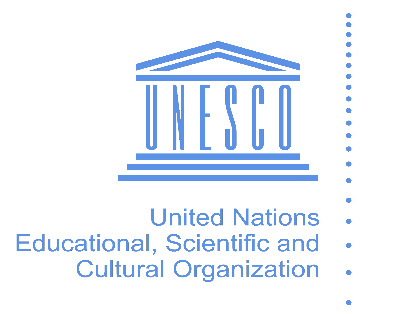 UNESCO
United Nations
Educational, Scientific and
Cultural Organization